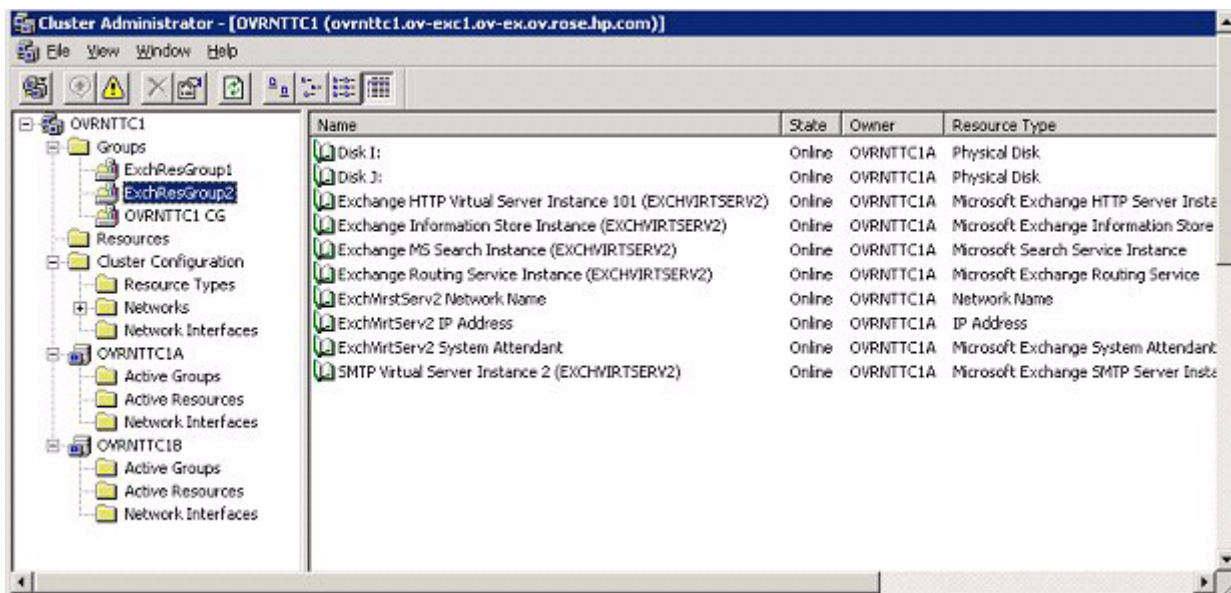 Cluster Administrator - [OVRNTTC1 (ovrnttc1.ov-exc1.ov-ex.ov.rose.hp.com)]
File View Window Help
OVRNTTC1
Groups
ExchResGroup1
ExchResGroup2
OVRNTTC1 CG
Resources
Cluster Configuration
Resource Types
Networks
Network Interfaces
OVRNTTC1A
Active Groups
Active Resources
Network Interfaces
OVRNTTC1B
Active Groups
Active Resources
Network Interfaces
Name State Owner Resource Type
Disk I: Online OVRNTTC1A Physical Disk
Disk J: Online OVRNTTC1A Physical Disk
Exchange HTTP Virtual Server Instance 101 (EXCHVIRTSERV2) Online OVRNTTC1A Microsoft Exchange HTTP Server Insta
Exchange Information Store Instance (EXCHVIRTSERV2) Online OVRNTTC1A Microsoft Exchange Information Store
Exchange MS Search Instance (EXCHVIRTSERV2) Online OVRNTTC1A Microsoft Search Service Instance
Exchange Routing Service Instance (EXCHVIRTSERV2) Online OVRNTTC1A Microsoft Exchange Routing Service
ExchVirstServ2 Network Name Online OVRNTTC1A Network Name
ExchVirtServ2 IP Address Online OVRNTTC1A IP Address
ExchVirtServ2 System Attendant Online OVRNTTC1A Microsoft Exchange System Attendant
SMTP Virtual Server Instance 2 (EXCHVIRTSERV2) Online OVRNTTC1A Microsoft Exchange SMTP Server Insta